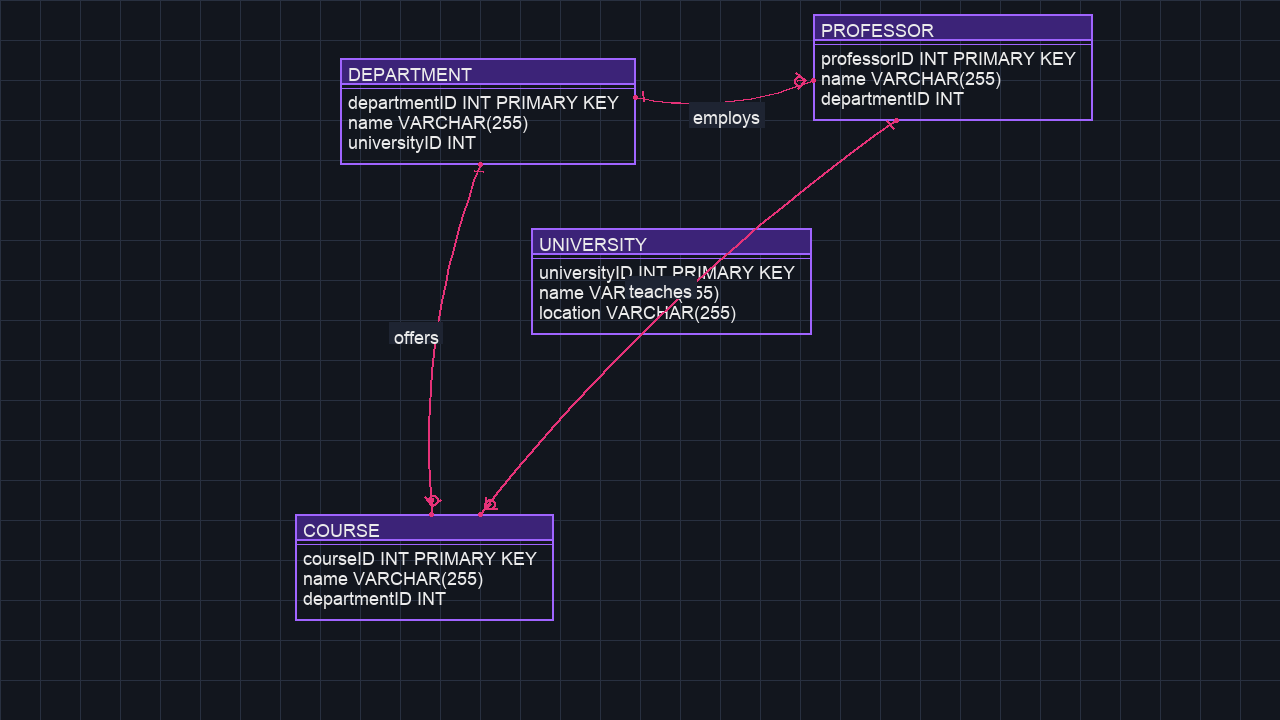 PROFESSOR
professorID INT PRIMARY KEY
name VARCHAR(255)
departmentID INT
DEPARTMENT
departmentID INT PRIMARY KEY
name VARCHAR(255)
universityID INT
employs
UNIVERSITY
universityID INT PRIMARY KEY
name VAR 55)
teaches
location VARCHAR(255)
offers
COURSE
courseID INT PRIMARY KEY
name VARCHAR(255)
departmentID INT